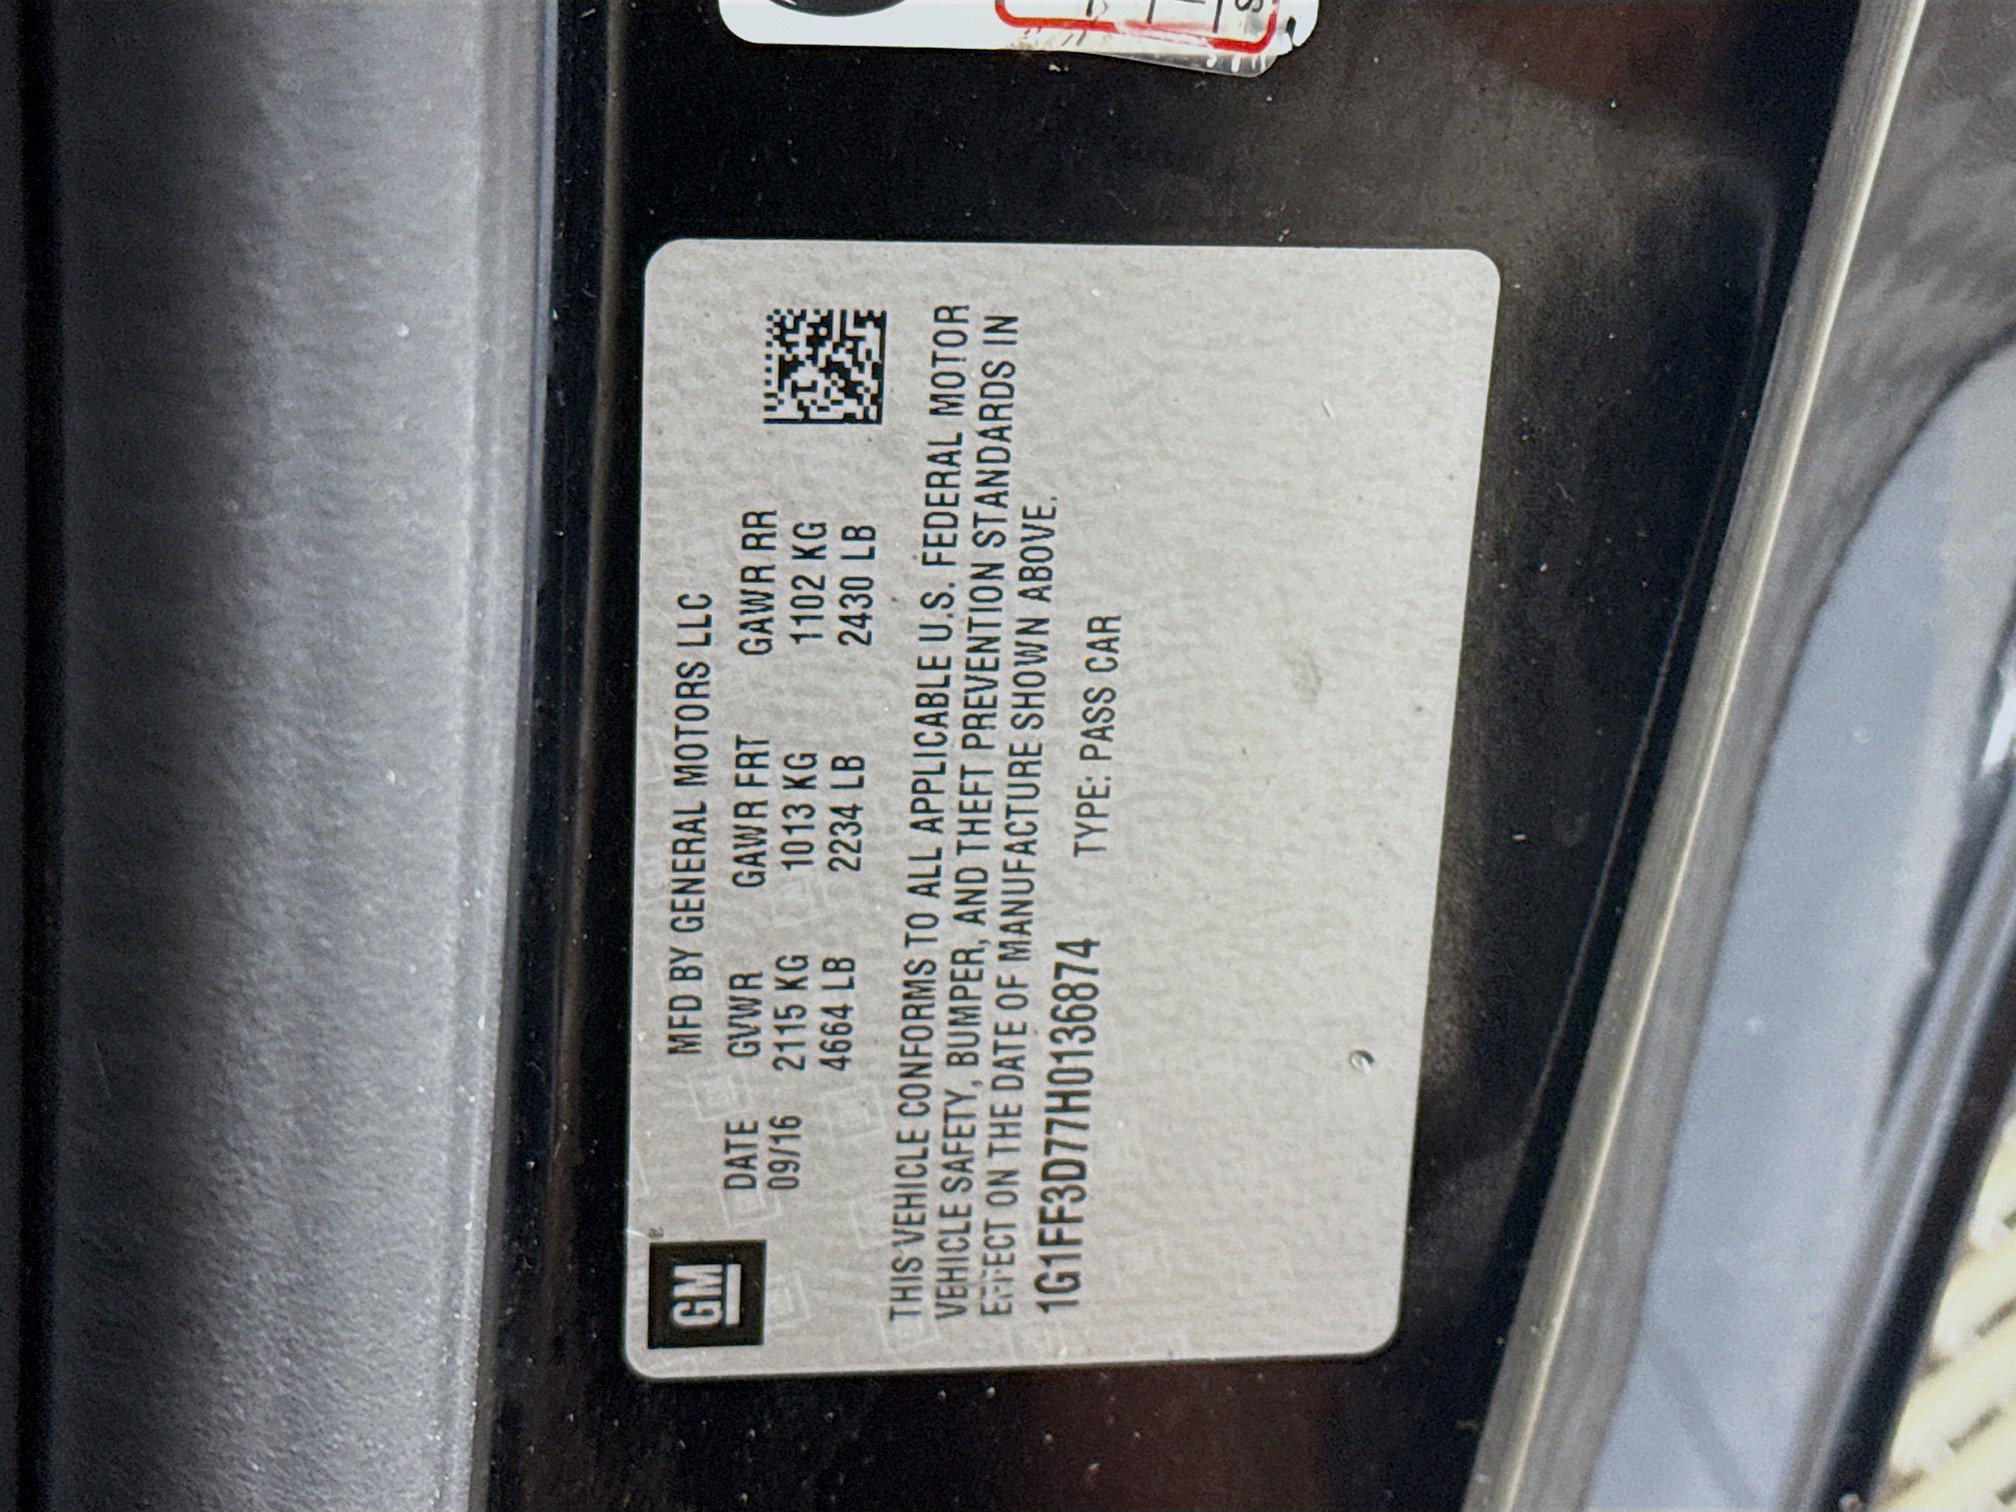 GM
MFD BY GENERAL MOTORS LLC
DATE GVWR GAWR FRT GAWR RR
09/16 2115 KG 1013 KG 1102 KG
4664 LB 2234 LB 2430 LB
THIS VEHICLE CONFORMS TO ALL APPLICABLE U.S. FEDERAL MOTOR
VEHICLE SAFETY, BUMPER, AND THEFT PREVENTION STANDARDS IN
EFFECT ON THE DATE OF MANUFACTURE SHOWN ABOVE.
1G1FF3D77H0136874 TYPE: PASS CAR